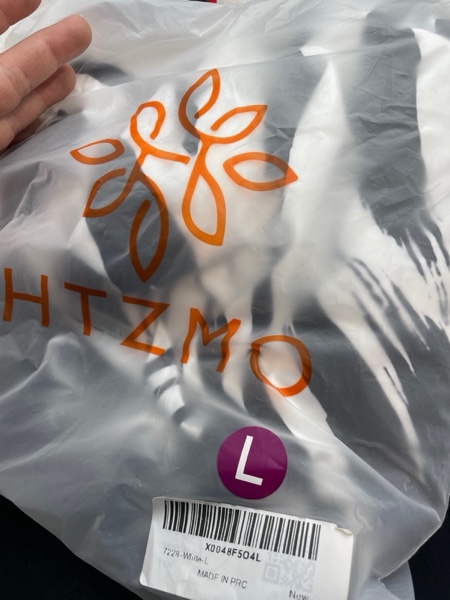 HTZMO
L
X0048F5O4L
7228-White-L
MADE IN PRC
New